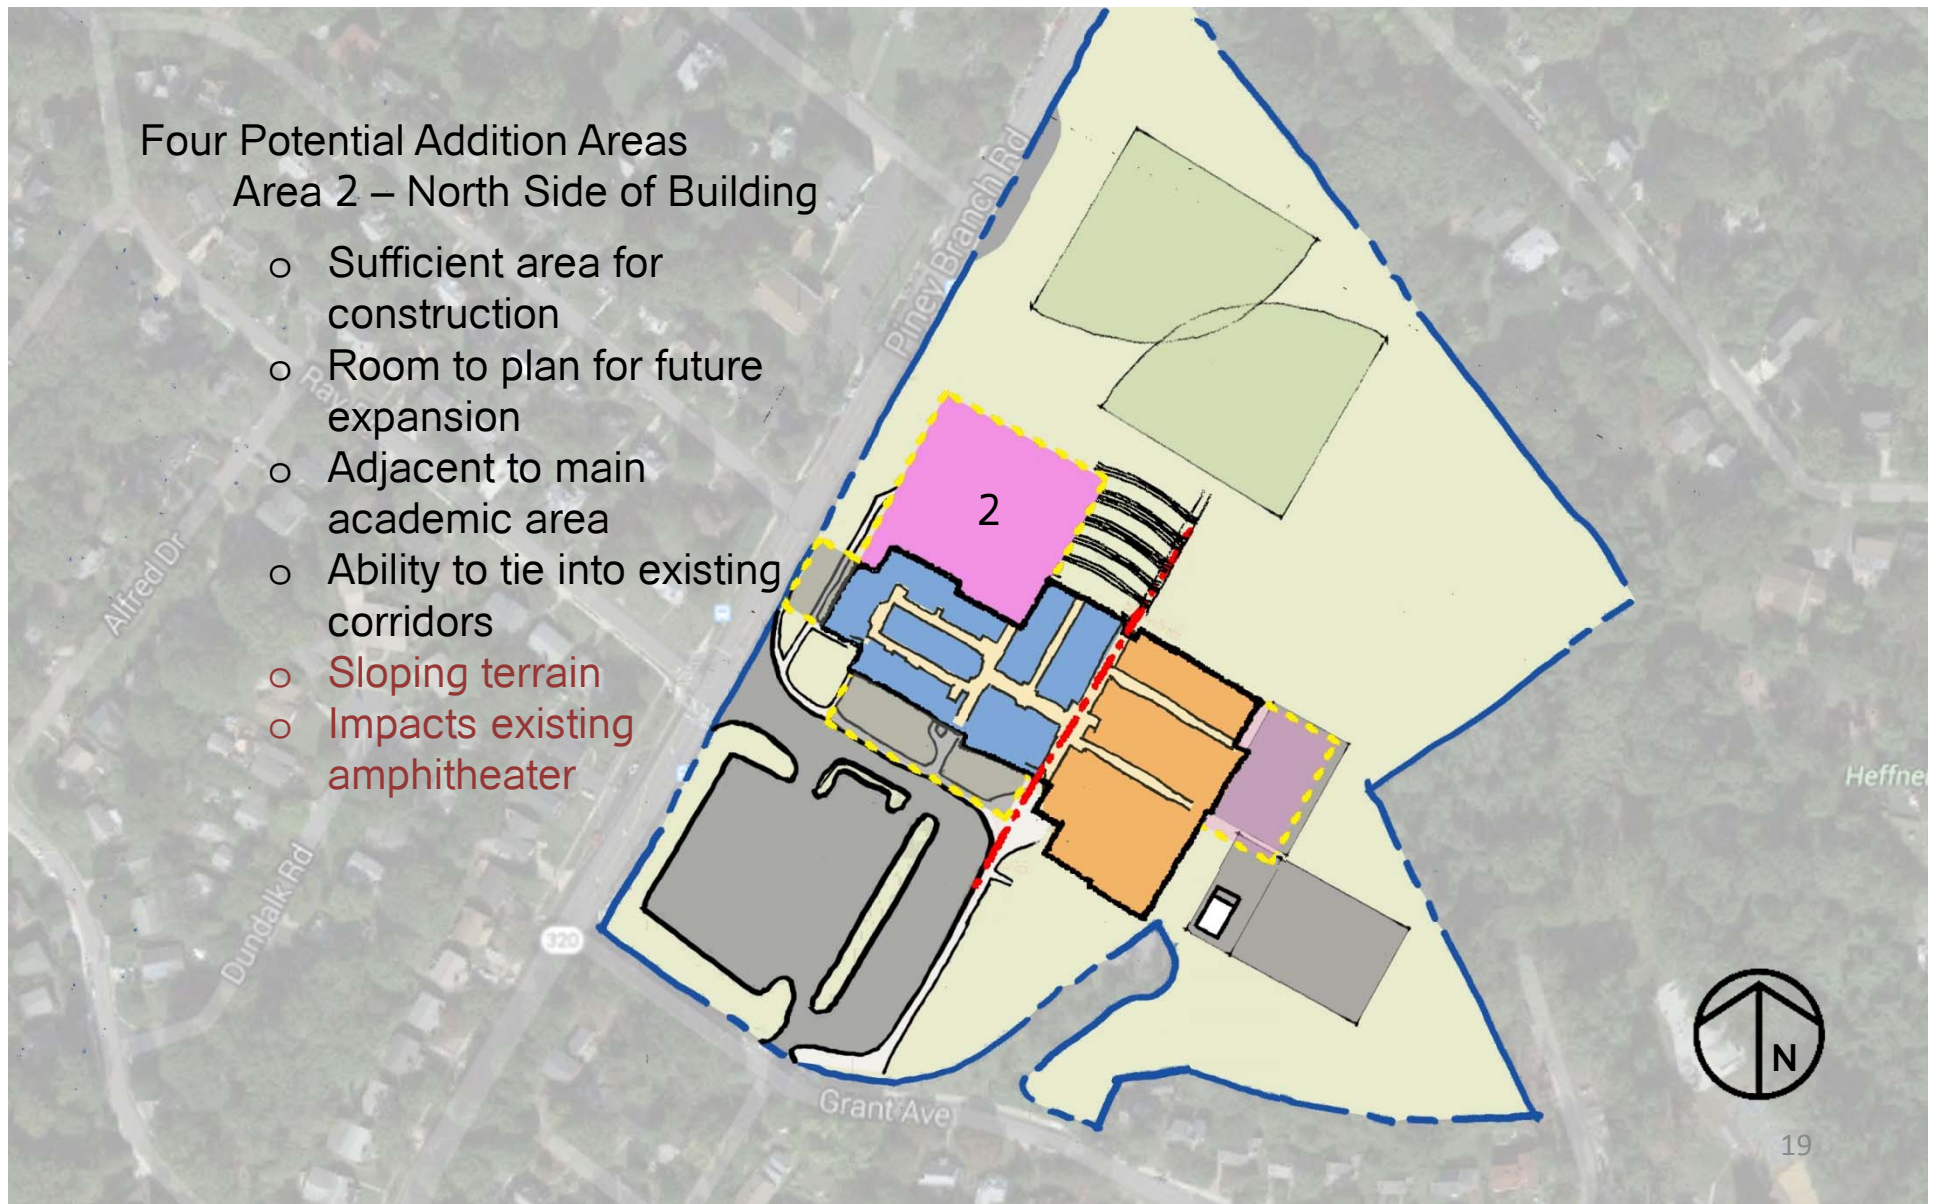 Four Potential Addition Areas
Area 2 – North Side of Building
o Sufficient area for
construction
o Room to plan for future
expansion
o Adjacent to main
academic area
o Ability to tie into existing
corridors
o Sloping terrain
o Impacts existing
amphitheater
Piney Branch Rd
Ray
2
Alfred Dr
Dundalk Rd
320
Grant Ave
Heffne
N
19